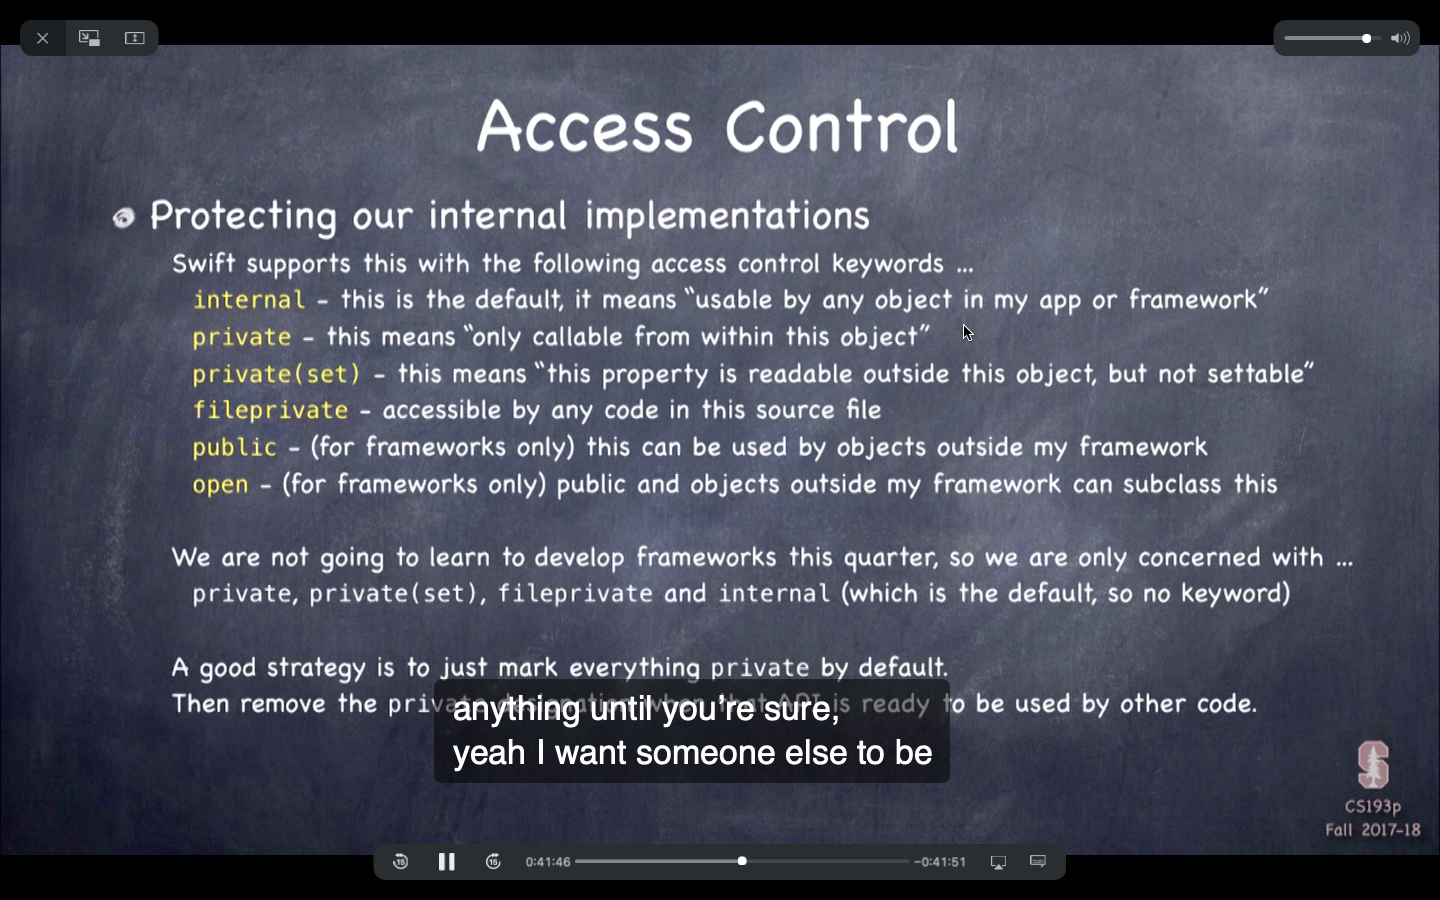 Access Control
Protecting our internal implementations
Swift supports this with the following access control keywords ...
internal - this is the default, it means “usable by any object in my app or framework”
private - this means “only callable from within this object”
private(set) - this means “this property is readable outside this object, but not settable”
fileprivate - accessible by any code in this source file
public - (for frameworks only) this can be used by objects outside my framework
open - (for frameworks only) public and objects outside my framework can subclass this
We are not going to learn to develop frameworks this quarter, so we are only concerned with ...
private, private(set), fileprivate and internal (which is the default, so no keyword)
A good strategy is to just mark everything private by default.
Then remove the private designation when that API is ready to be used by other code.
anything until you're sure,
yeah I want someone else to be
S
CS193p
Fall 2017-18
15
15
0:41:46
-0:41:51